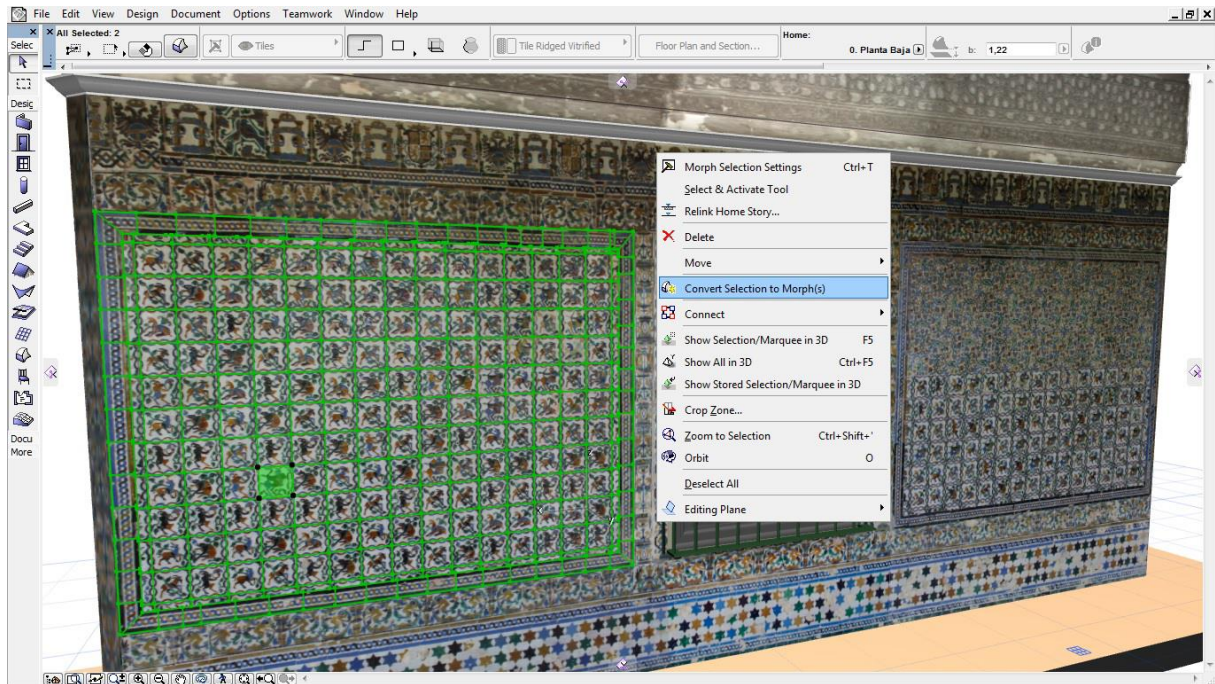 File Edit View Design Document Options Teamwork Window Help
All Selected: 2
Selec
Tiles
Tile Ridged Vitrified
Floor Plan and Section...
Home:
0. Planta Baja
b: 1,22
Desig
Docu
More
Morph Selection Settings Ctrl+T
Select & Activate Tool
Relink Home Story...
Delete
Move
Convert Selection to Morph(s)
Connect
Show Selection/Marquee in 3D F5
Show All in 3D Ctrl+F5
Show Stored Selection/Marquee in 3D
Crop Zone...
Zoom to Selection Ctrl+Shift+'
Orbit O
Deselect All
Editing Plane
x
y
z